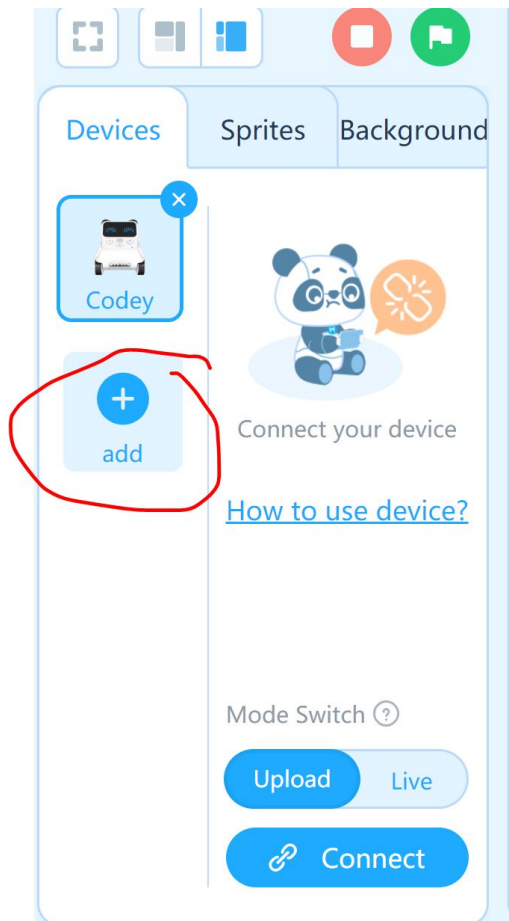 Devices Sprites Background
Codey
add
Connect your device
How to use device?
Mode Switch ?
Upload Live
Connect